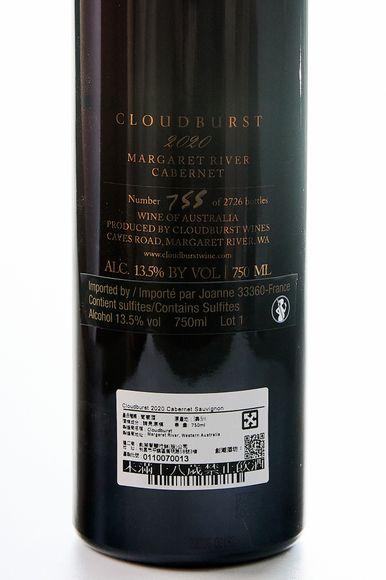 CLOUDBURST
2020
MARGARET RIVER
CABERNET
Number 755 of 2726 bottles
WINE OF AUSTRALIA
PRODUCED BY CLOUDBURST WINES
CAVES ROAD, MARGARET RIVER, WA
www.cloudburstwine.com
ALC. 13.5% BY VOL | 750 ML
Imported by / Importé par Joanne 33360-France
Contient sulfites/Contains Sulfites
Alcohol 13.5% vol 750ml Lot 1
Cloudburst 2020 Cabernet Sauvignon
750ml
Cloudburst
Margaret River, Western Australia
0110070013
未滿十八歲禁止飲酒